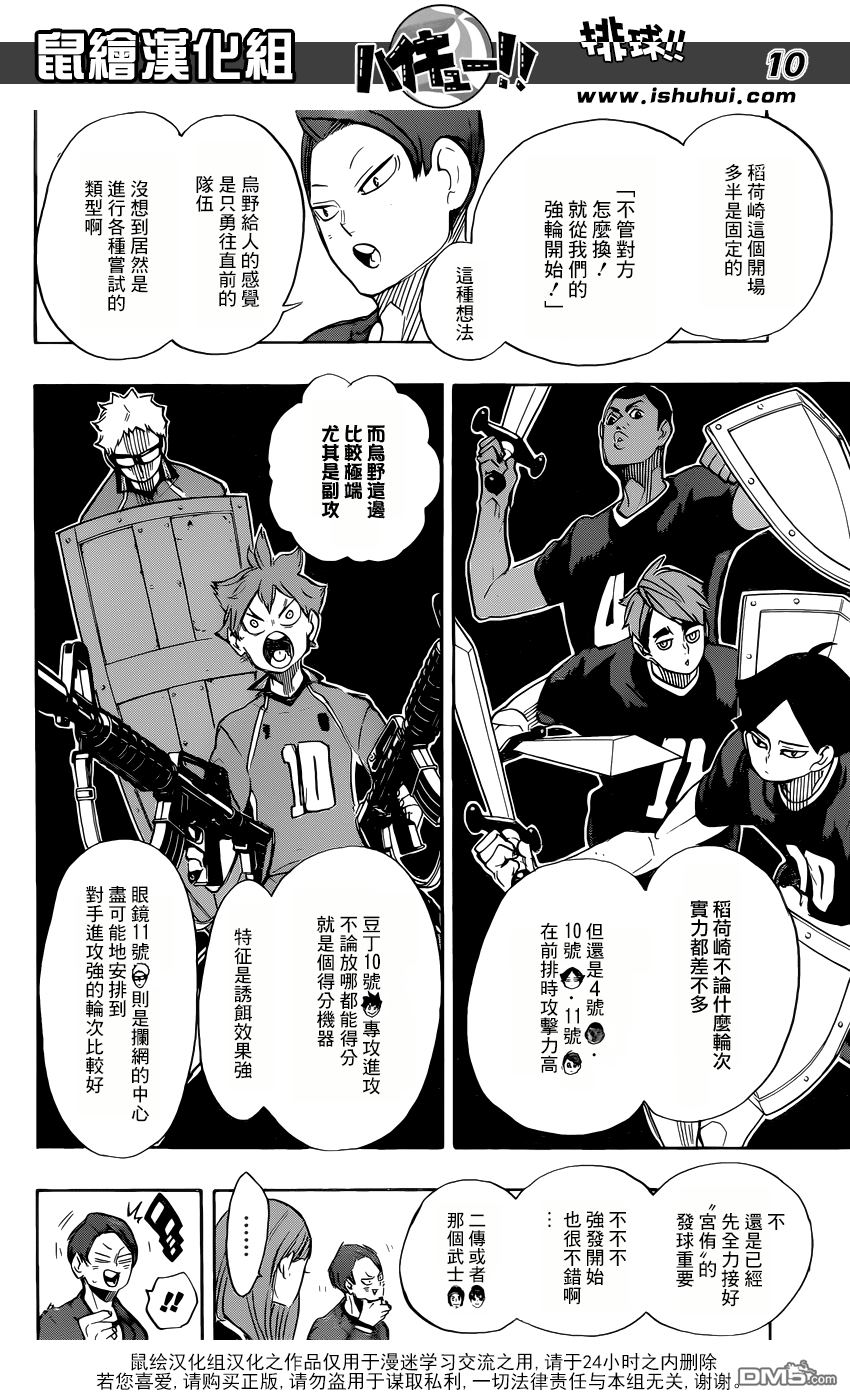 鼠繪漢化組
ハイキュー!!
排球!!
10
www.ishuhui.com
稻荷崎這個開場
多半是固定的
「不管對方
怎麼換！
就從我們的
強輪開始！」
這種想法
烏野給人的感覺
是只勇往直前的
隊伍
沒想到居然是
進行各種嘗試的
類型啊
稻荷崎不論什麼輪次
實力都差不多
但還是4號・
10號・11號
在前排時攻擊力高
而烏野這邊
比較極端
尤其是副攻
豆丁10號專攻進攻
不論放哪都能得分
就是個得分機器
特征是誘餌效果強
眼鏡11號則是攔網的中心
盡可能地安排到
對手進攻強的輪次比較好
4
11
10
10
不
還是已經
先全力接好
〝宮侑〞的
發球重要
不不不
強發開始
也很不錯啊
…
二傳或者
那個武士
……
!!
鼠绘汉化组汉化之作品仅用于漫迷学习交流之用，请于24小时之内删除
若您喜爱，请购买正版，请勿盗用于谋取私利，一切法律责任与本组无关，谢谢。
DM5.com